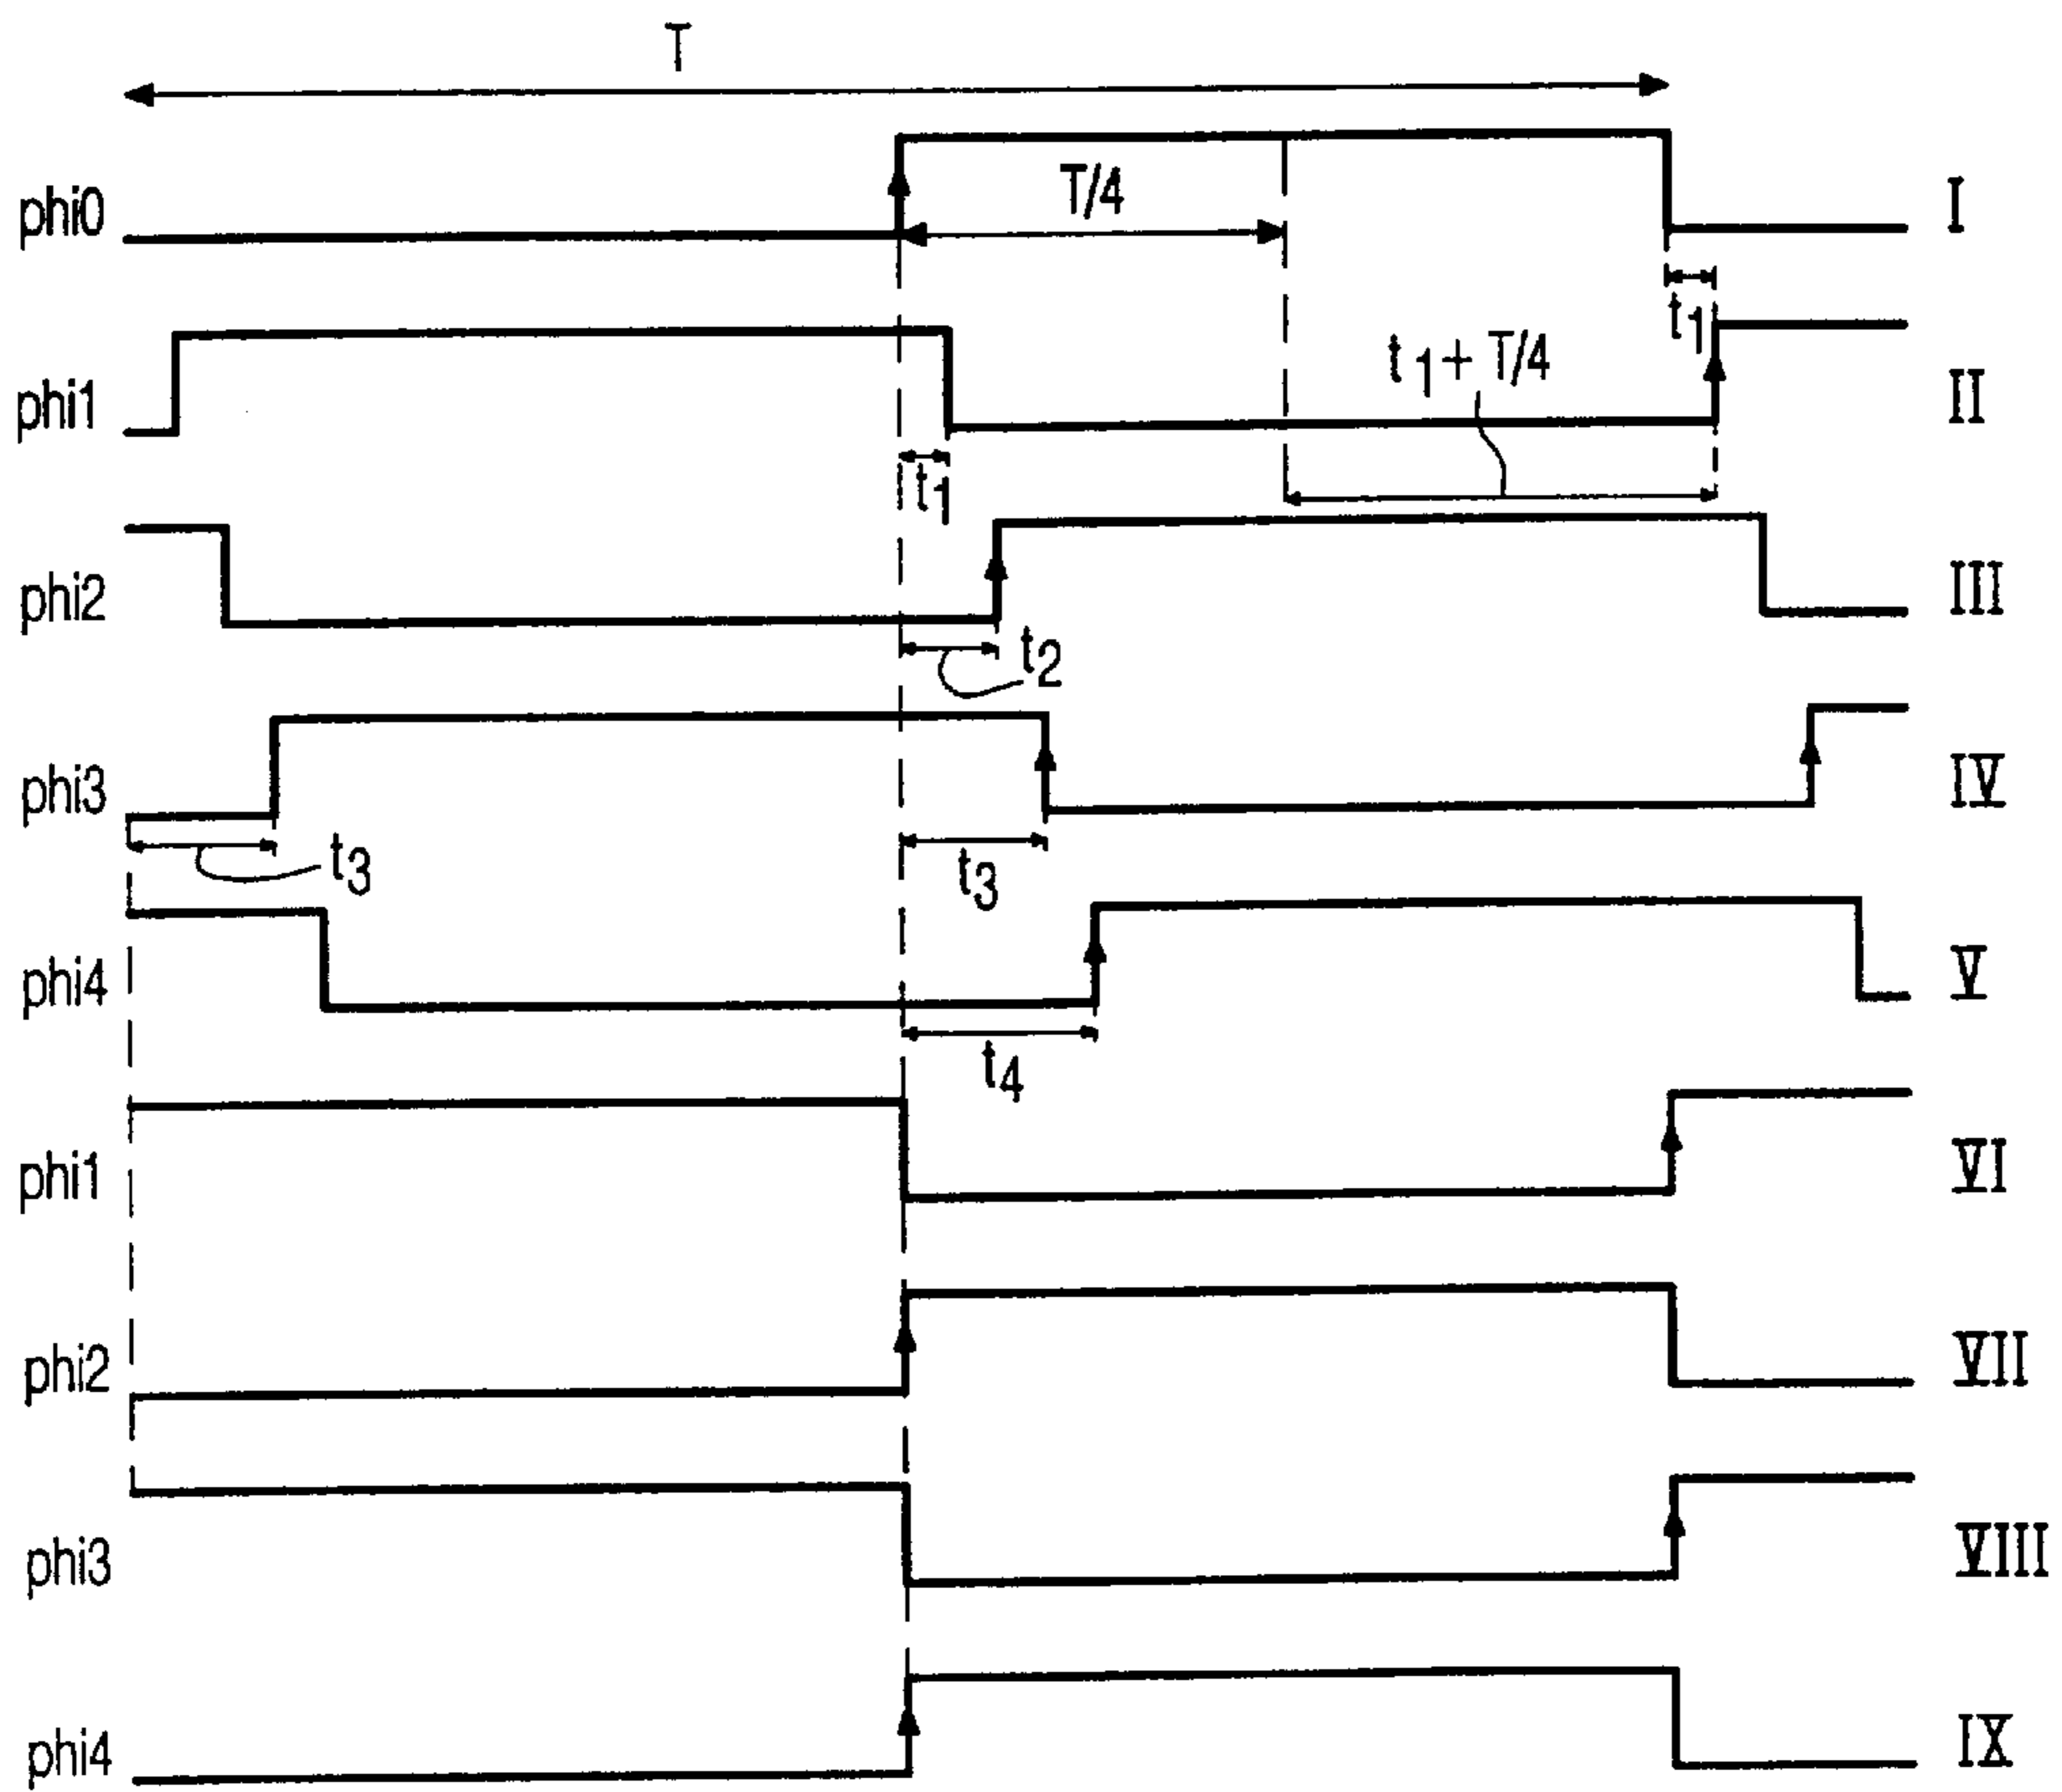 T
phi0 T/4 I
t1
phi1 t1+ T/4 II
t1
phi2 III
t2
phi3 IV
t3 t3
phi4 V
t4
phi1 VI
phi2 VII
phi3 VIII
phi4 IX